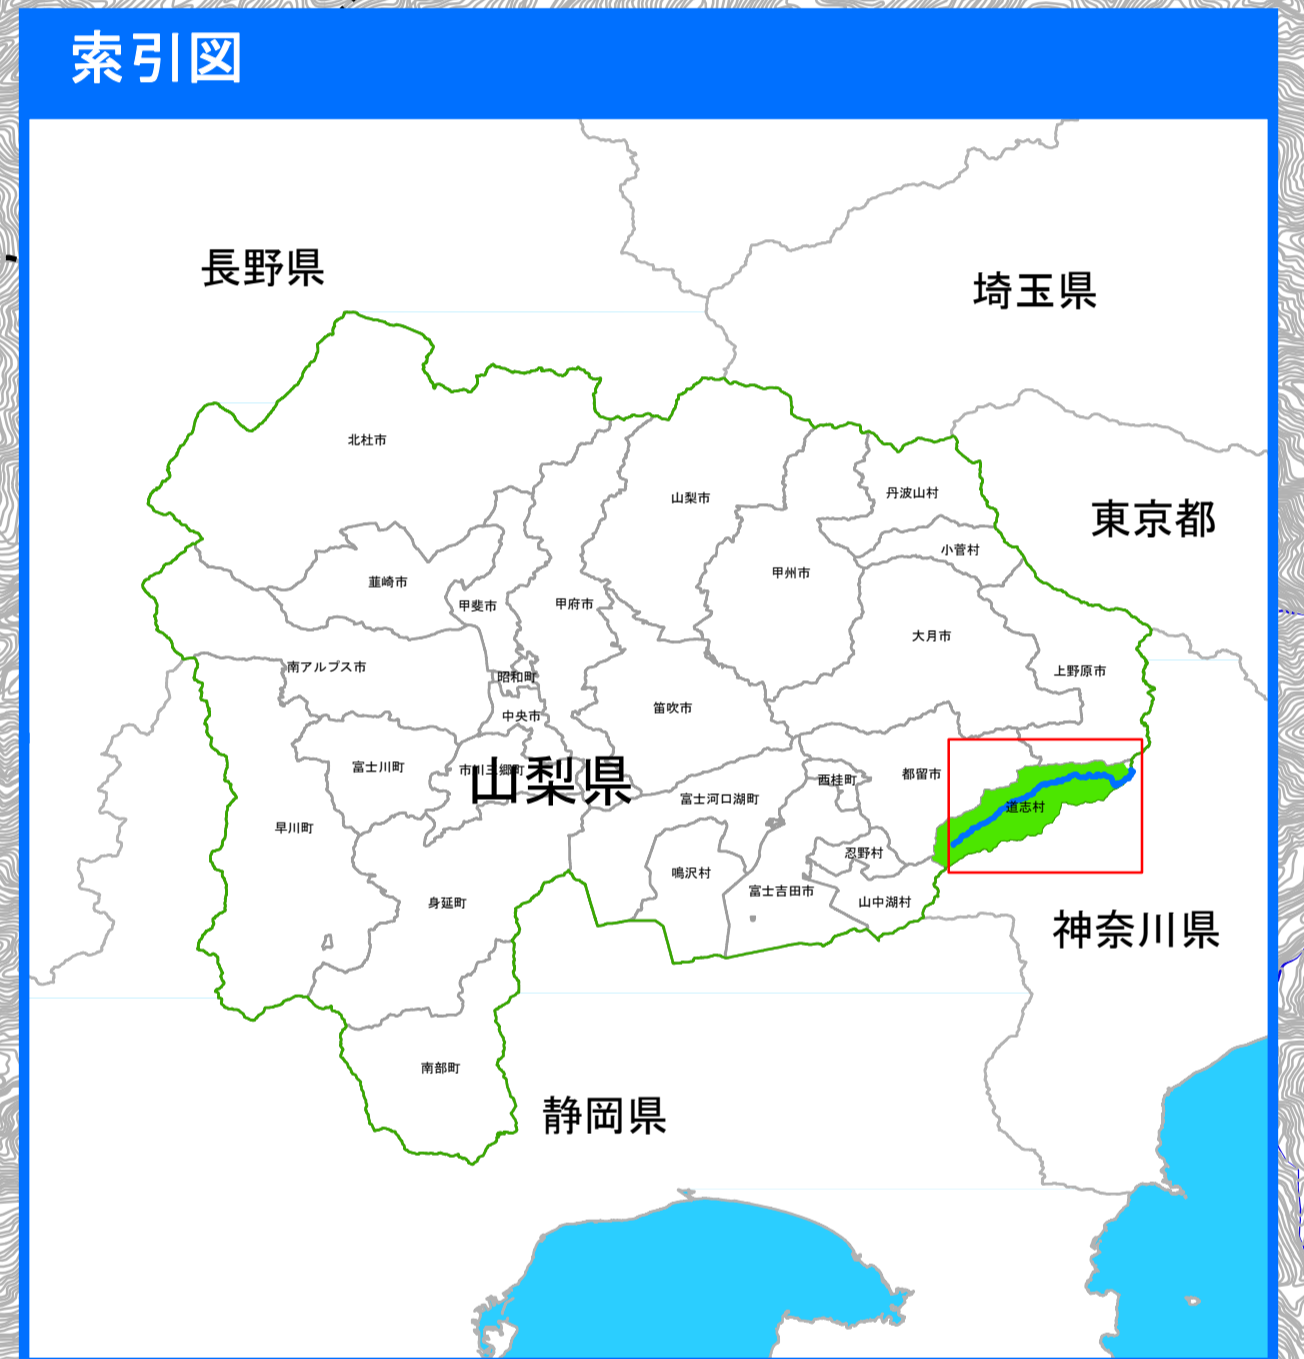 索引図
長野県
埼玉県
北杜市
山梨市
丹波山村
東京都
小菅村
甲州市
韮崎市
甲斐市
甲府市
大月市
南アルプス市
昭和町
上野原市
笛吹市
中央市
富士川町
市川三郷町
山梨県
西桂町
都留市
富士河口湖町
道志村
早川町
忍野村
鳴沢村
富士吉田市
身延町
山中湖村
神奈川県
南部町
静岡県